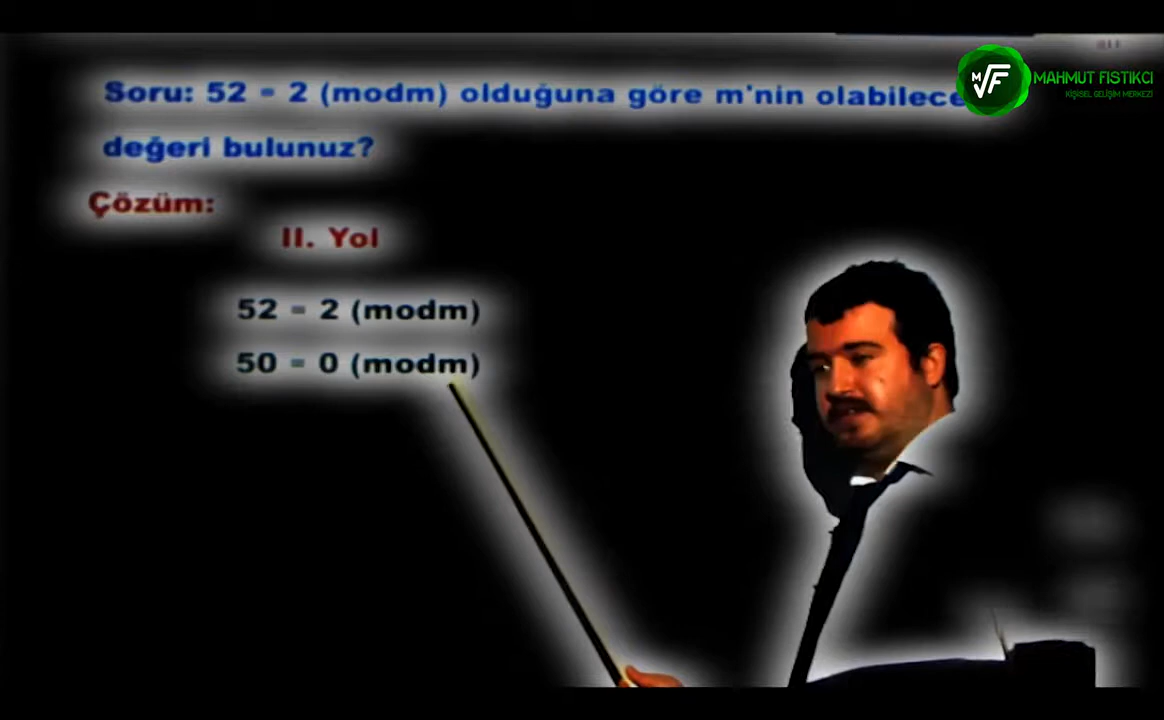 MAHMUT FISTIKCI
KİŞİSEL GELİŞİM MERKEZİ
Soru: 52 = 2 (modm) olduğuna göre m'nin
değeri bulunuz?
Çözüm:
II. Yol
52 = 2 (modm)
50 = 0 (modm)